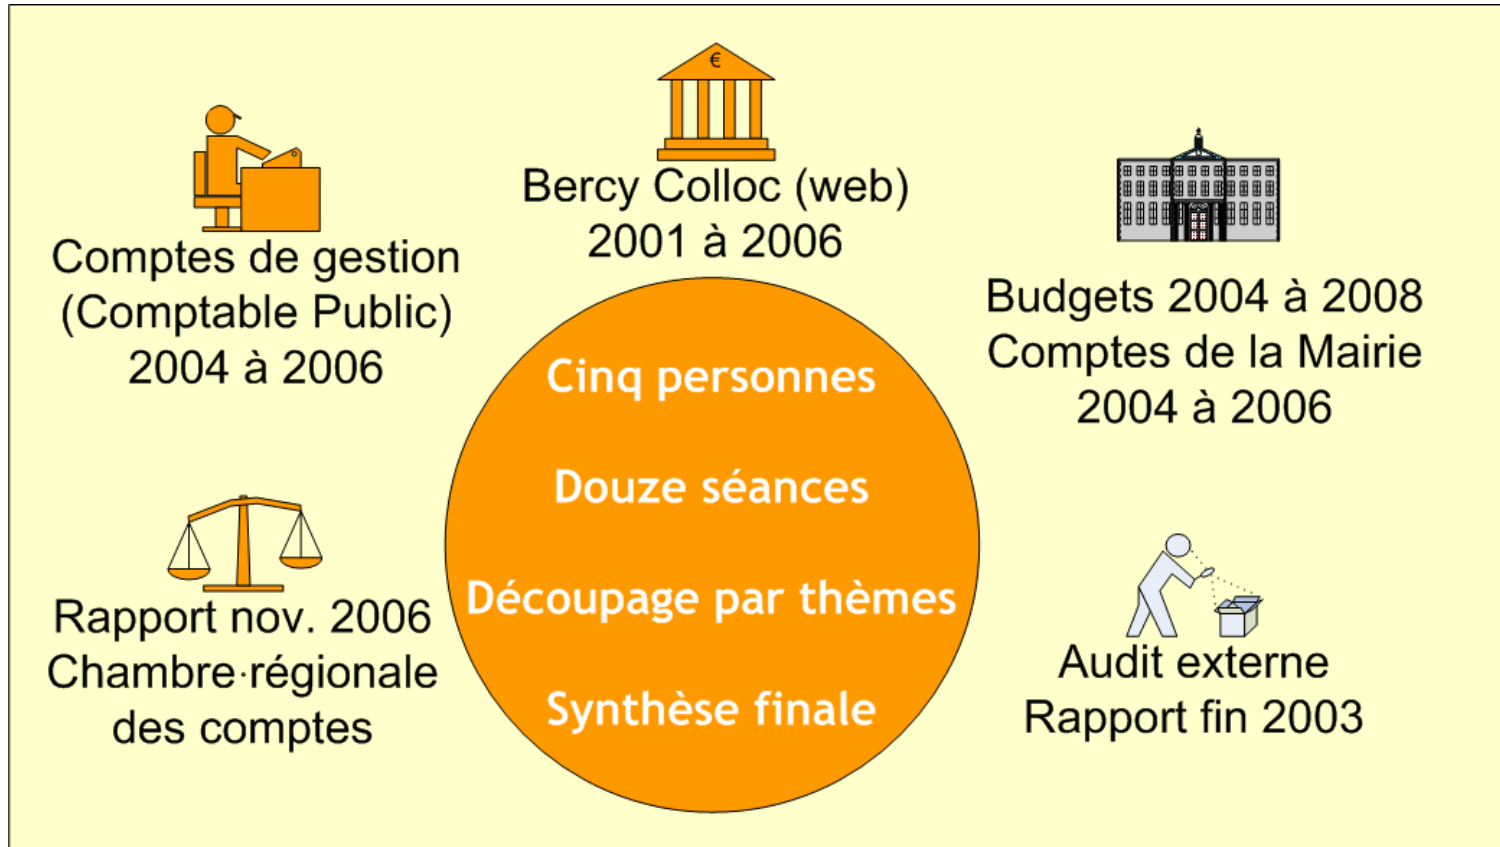 €
Bercy Colloc (web)
2001 à 2006
Comptes de gestion
(Comptable Public)
2004 à 2006
Budgets 2004 à 2008
Comptes de la Mairie
2004 à 2006
Cinq personnes
Douze séances
Découpage par thèmes
Synthèse finale
Rapport nov. 2006
Chambre régionale
des comptes
Audit externe
Rapport fin 2003